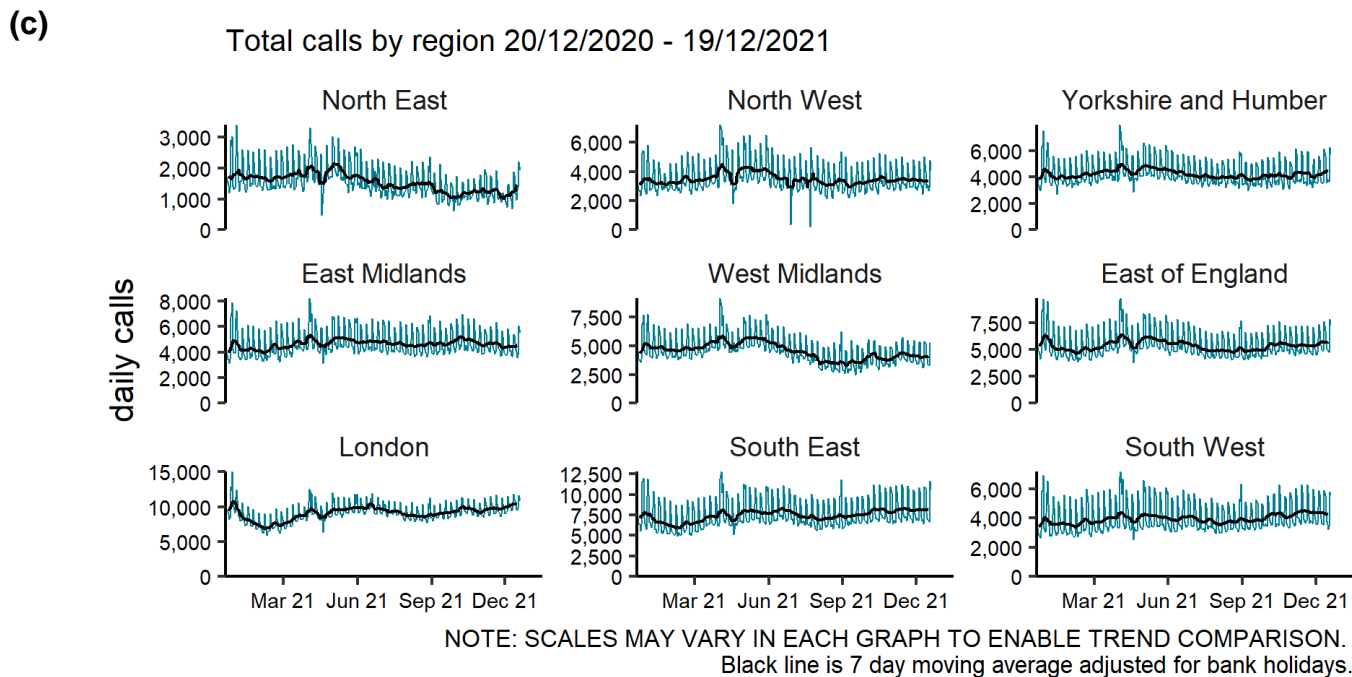 (c)
Total calls by region 20/12/2020 - 19/12/2021
daily calls
North East
3,000
2,000
1,000
0
North West
6,000
4,000
2,000
0
Yorkshire and Humber
6,000
4,000
2,000
0
East Midlands
8,000
6,000
4,000
2,000
0
West Midlands
7,500
5,000
2,500
0
East of England
7,500
5,000
2,500
0
London
15,000
10,000
5,000
0
Mar 21 Jun 21 Sep 21 Dec 21
South East
12,500
10,000
7,500
5,000
2,500
0
Mar 21 Jun 21 Sep 21 Dec 21
South West
6,000
4,000
2,000
0
Mar 21 Jun 21 Sep 21 Dec 21
NOTE: SCALES MAY VARY IN EACH GRAPH TO ENABLE TREND COMPARISON.
Black line is 7 day moving average adjusted for bank holidays.